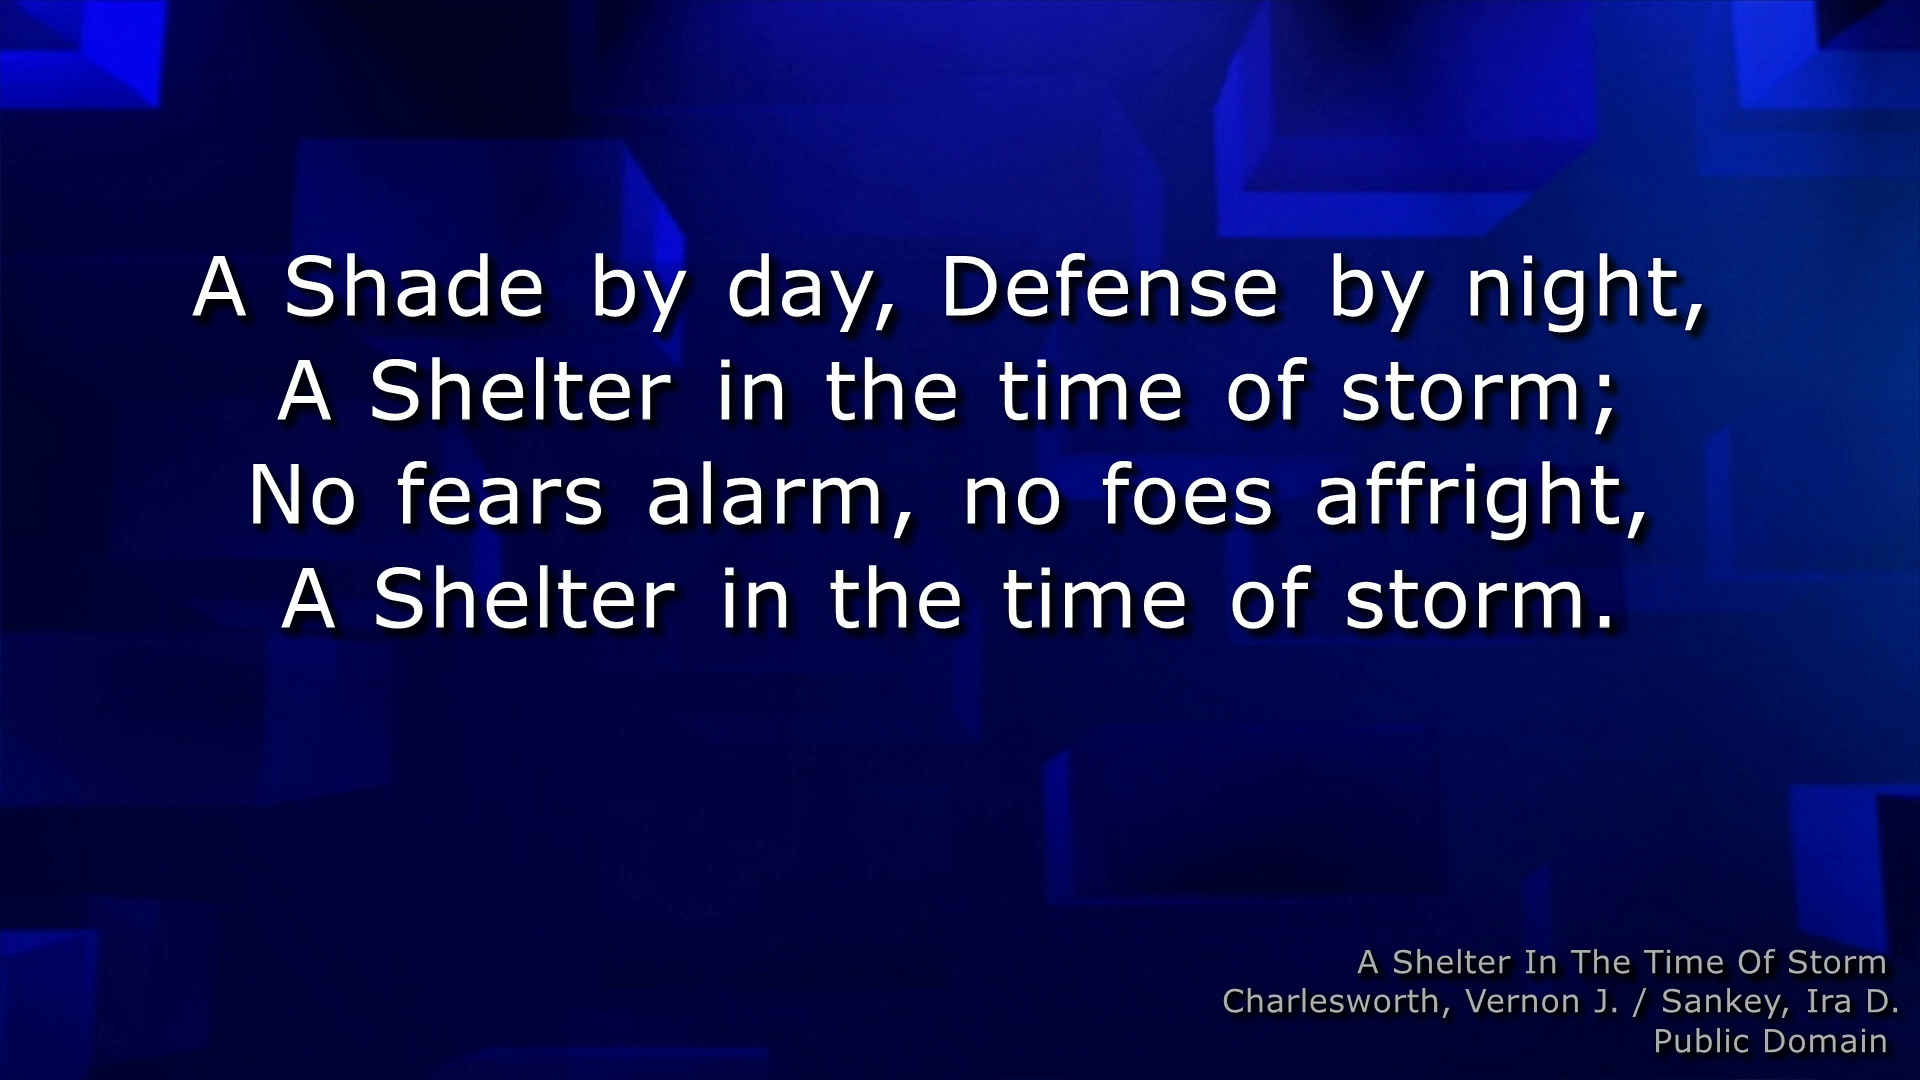 A Shade by day, Defense by night,
A Shelter in the time of storm;
No fears alarm, no foes affright,
A Shelter in the time of storm.
A Shelter In The Time Of Storm
Charlesworth, Vernon J. / Sankey, Ira D.
Public Domain